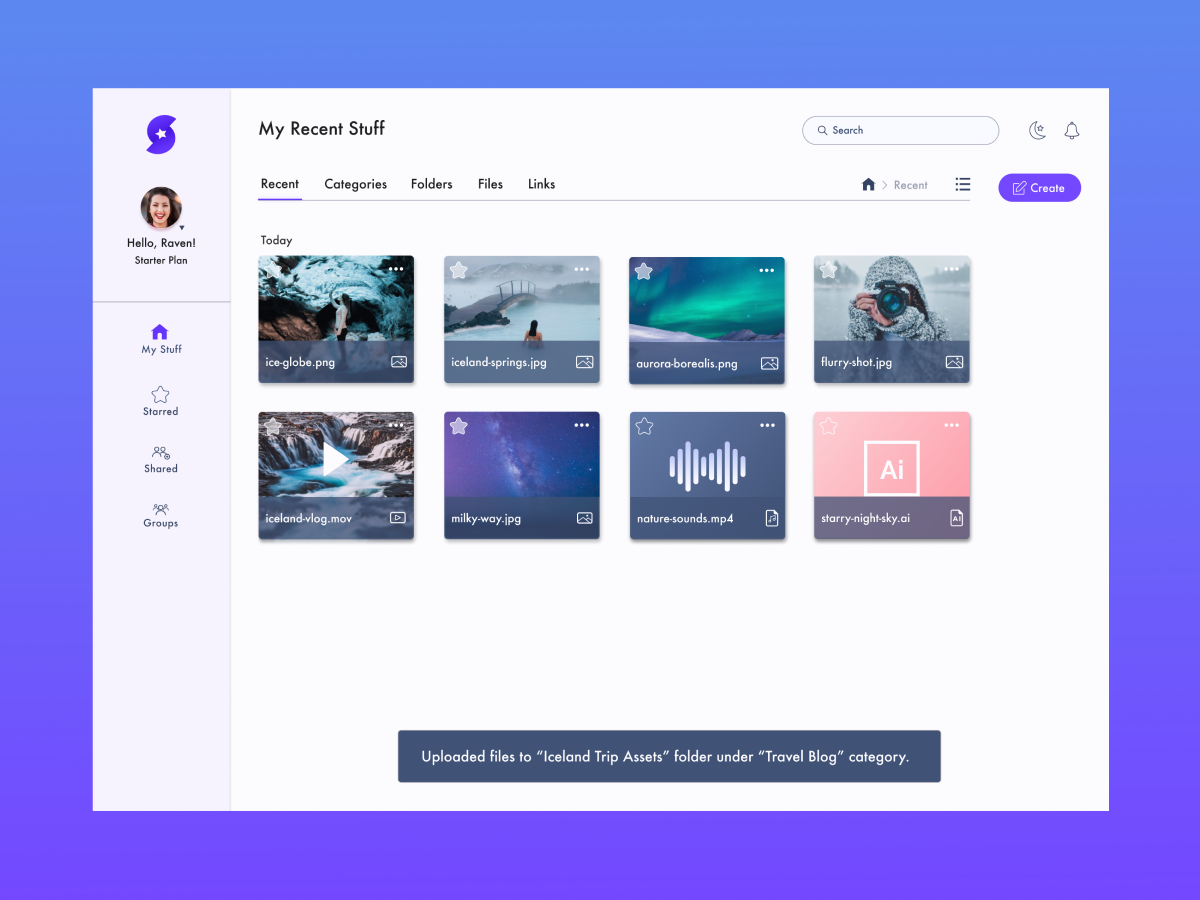 My Recent Stuff
Search
Hello, Raven!
Starter Plan
Recent
Categories
Folders
Files
Links
Recent
Create
Today
ice-globe.png
iceland-springs.jpg
aurora-borealis.png
flurry-shot.jpg
iceland-vlog.mov
milky-way.jpg
nature-sounds.mp4
Ai
starry-night-sky.ai
AI
My Stuff
Starred
Shared
Groups
Uploaded files to “Iceland Trip Assets” folder under “Travel Blog” category.